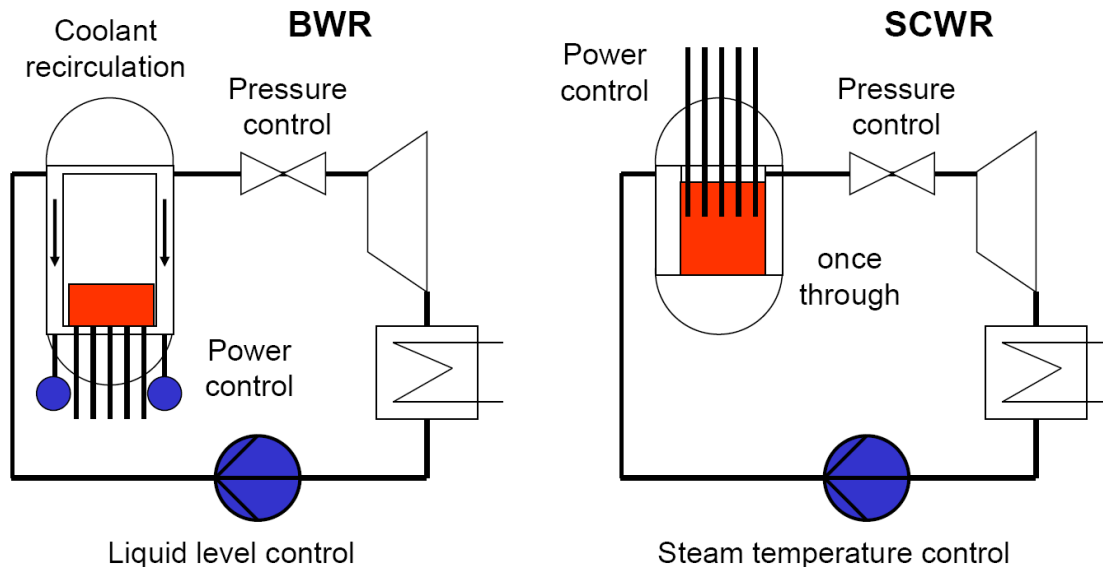 BWR
Coolant
recirculation
Pressure
control
Power
control
Liquid level control
SCWR
Power
control
Pressure
control
once
through
Steam temperature control